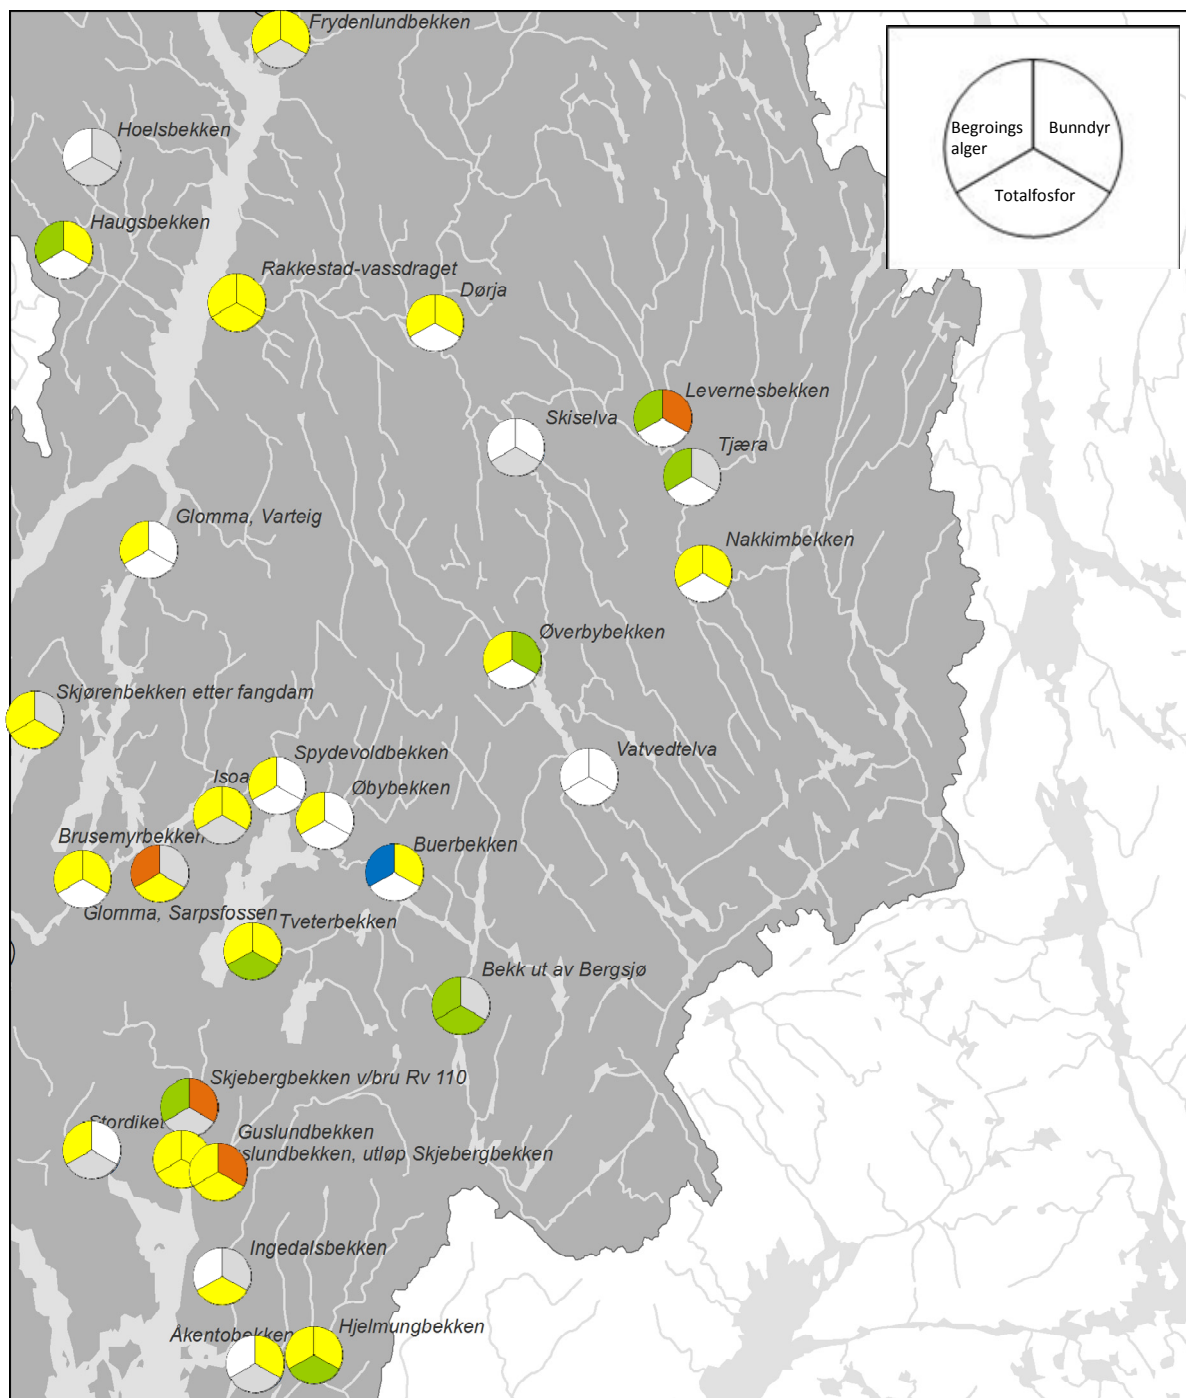 Frydenlundbekken
Hoelsbekken
Begroings
alger
Bunndyr
Totalfosfor
Haugsbekken
Rakkestad-vassdraget
Dørja
Levernesbekken
Skiselva
Tjæra
Glomma, Varteig
Nakkimbekken
Øverbybekken
Skjørenbekken etter fangdam
Spydevoldbekken
Vatvedtelva
Isoa
Øbybekken
Brusemyrbekken
Buerbekken
Glomma, Sarpsfossen
Tveterbekken
Bekk ut av Bergsjø
Skjebergbekken v/bru Rv 110
Stordiket
Guslundbekken
slundbekken, utløp Skjebergbekken
Ingedalsbekken
Åkentobekken
Hjelmungbekken